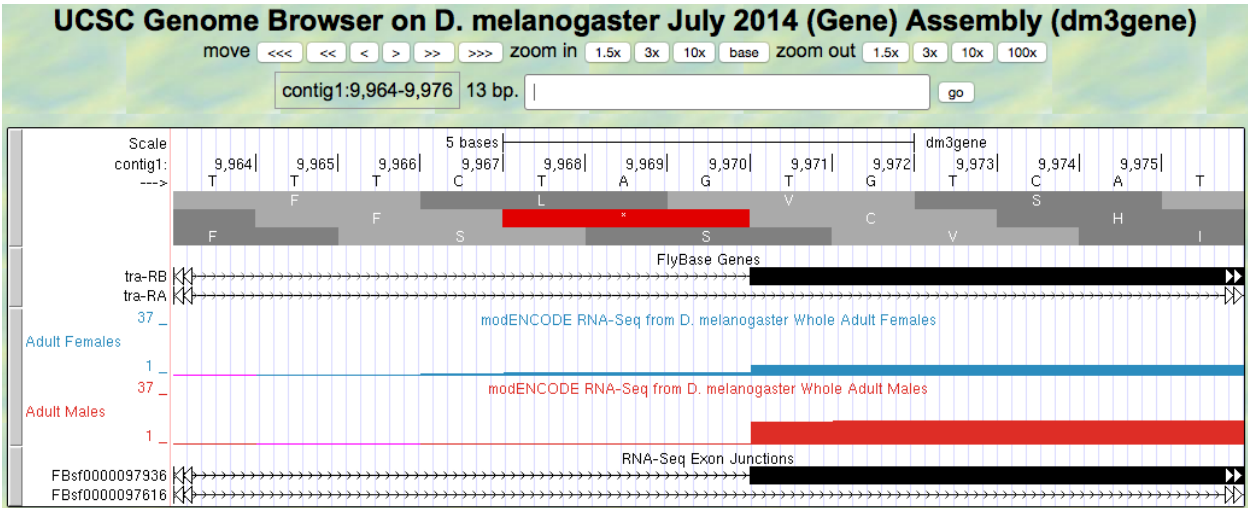 UCSC Genome Browser on D. melanogaster July 2014 (Gene) Assembly (dm3gene)
move <<< << < > >> >>> zoom in 1.5x 3x 10x base zoom out 1.5x 3x 10x 100x
contig1:9,964-9,976 13 bp. go
Scale 5 bases dm3gene
contig1: 9,964 9,965 9,966 9,967 9,968 9,969 9,970 9,971 9,972 9,973 9,974 9,975
---> T T T C T A G T G T C A T
F L V S
F * C H
F S S V I
FlyBase Genes
tra-RB
tra-RA
37 _
modENCODE RNA-Seq from D. melanogaster Whole Adult Females
Adult Females
1 _
37 _
modENCODE RNA-Seq from D. melanogaster Whole Adult Males
Adult Males
1 _
RNA-Seq Exon Junctions
FBsf0000097936
FBsf0000097616